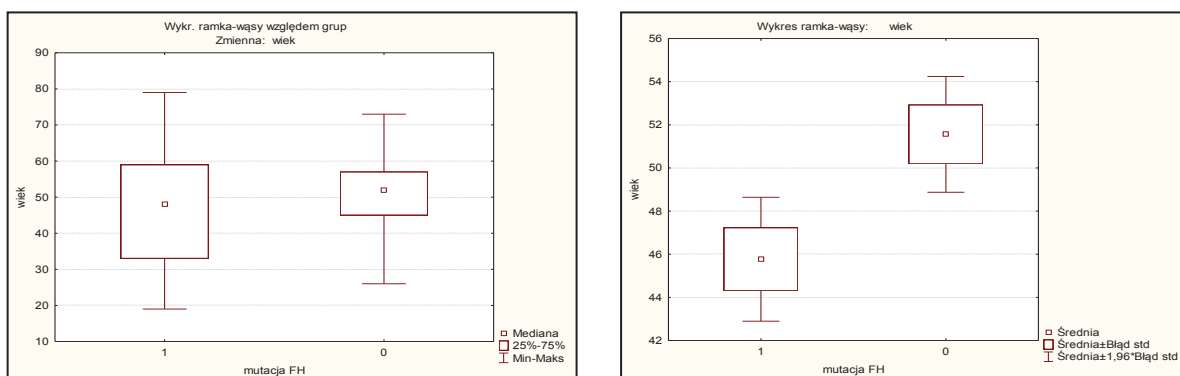 Wykr. ramka-wąsy względem grup
Zmienna: wiek
90
80
70
60
50
40
30
20
10
wiek
1
0
mutacja FH
Mediana
25%-75%
Min-Maks
Wykres ramka-wąsy: wiek
56
54
52
50
48
46
44
42
wiek
1
0
mutacja FH
Średnia
Średnia±Błąd std
Średnia±1,96*Błąd std